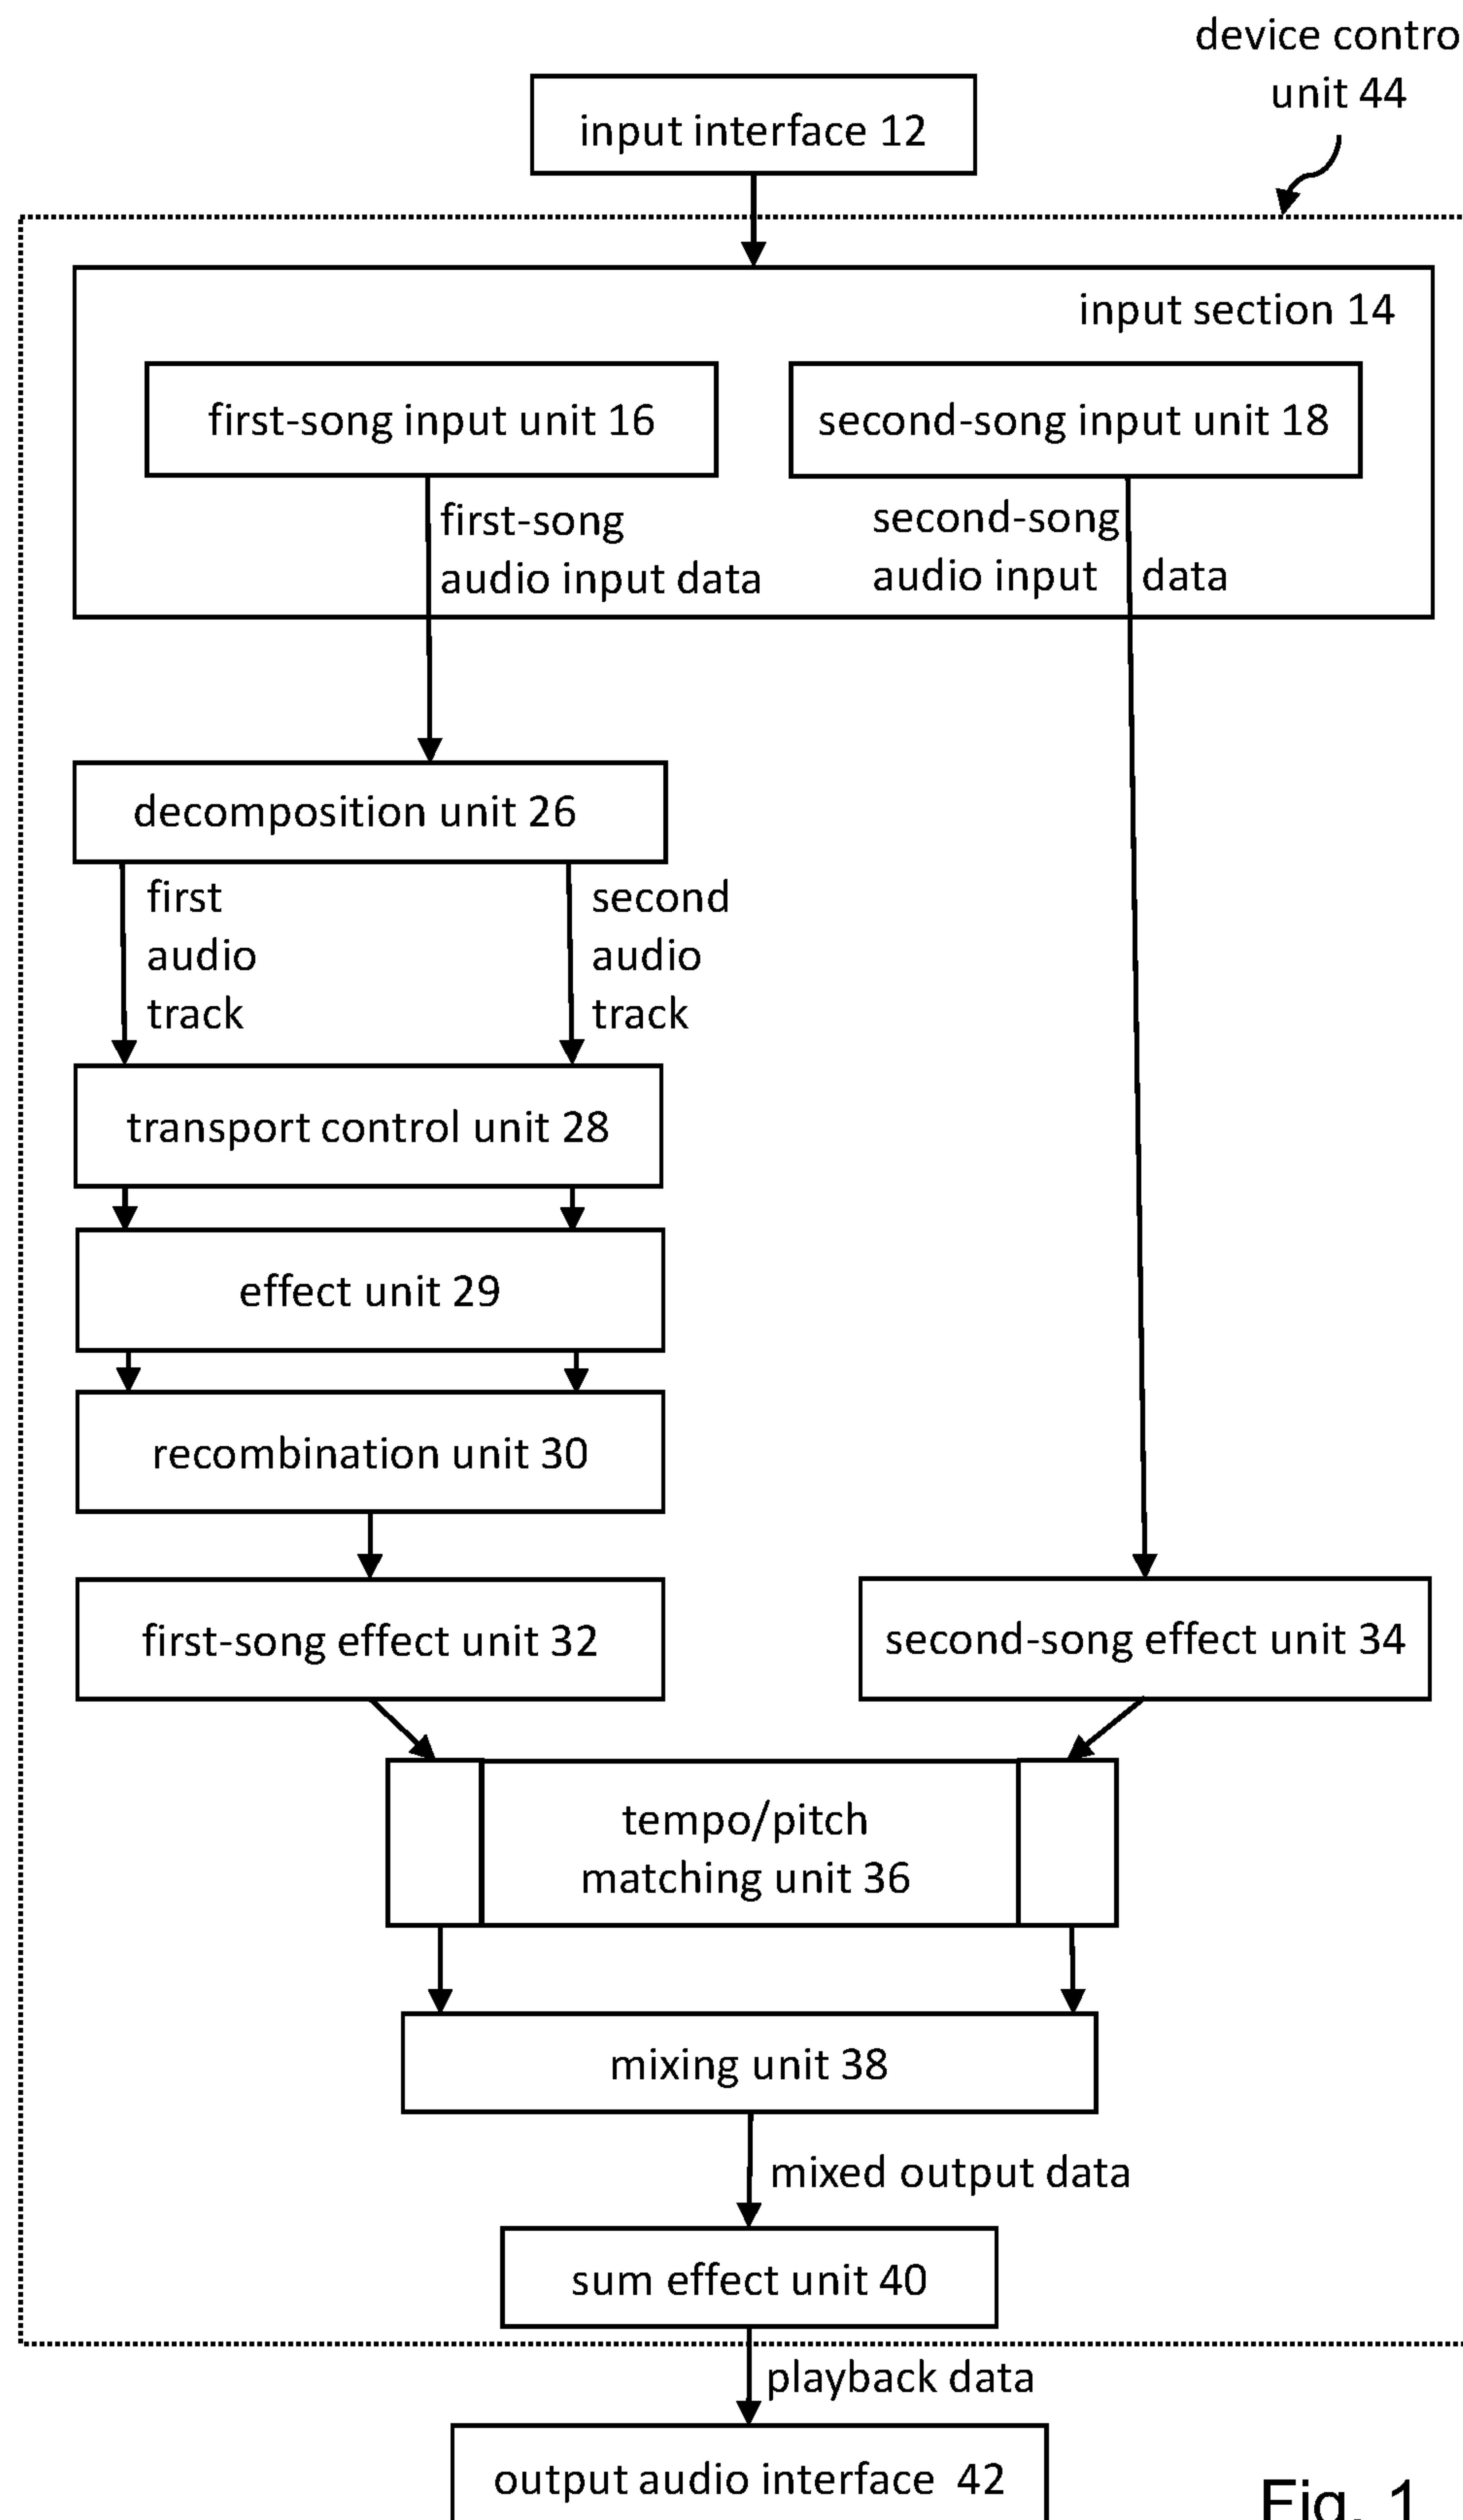 device contro
unit 44
input interface 12
input section 14
first-song input unit 16
second-song input unit 18
first-song
audio input data
second-song
audio input data
decomposition unit 26
first
audio
track
second
audio
track
transport control unit 28
effect unit 29
recombination unit 30
first-song effect unit 32
second-song effect unit 34
tempo/pitch
matching unit 36
mixing unit 38
mixed output data
sum effect unit 40
playback data
output audio interface 42
Fig. 1